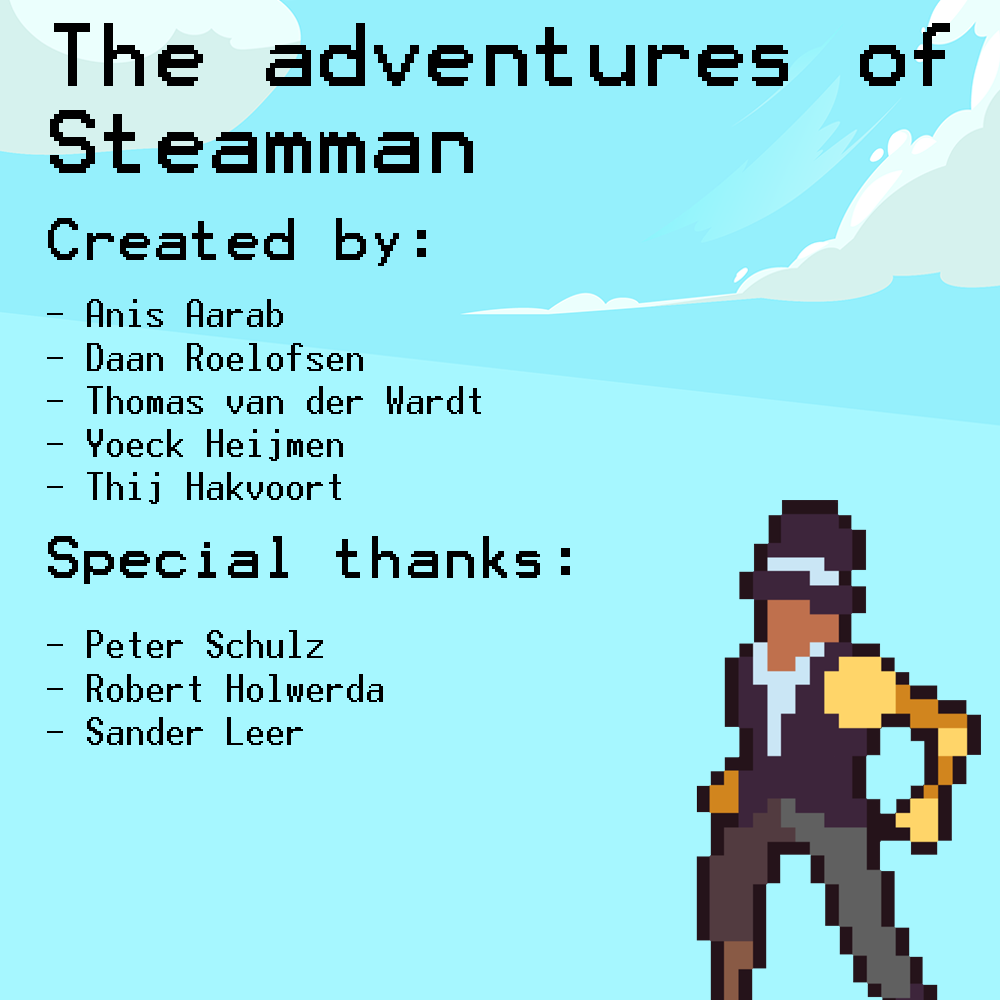 The adventures of
Steamman
Created by:
- Anis Aarab
- Daan Roelofsen
- Thomas van der Wardt
- Yoeck Heijmen
- Thij Hakvoort
Special thanks:
- Peter Schulz
- Robert Holwerda
- Sander Leer